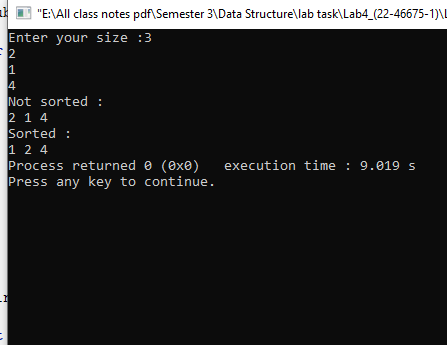 "E:\All class notes pdf\Semester 3\Data Structure\lab task\Lab4_(22-46675-1)\L
Enter your size :3
2
1
4
Not sorted :
2 1 4
Sorted :
1 2 4
Process returned 0 (0x0)   execution time : 9.019 s
Press any key to continue.